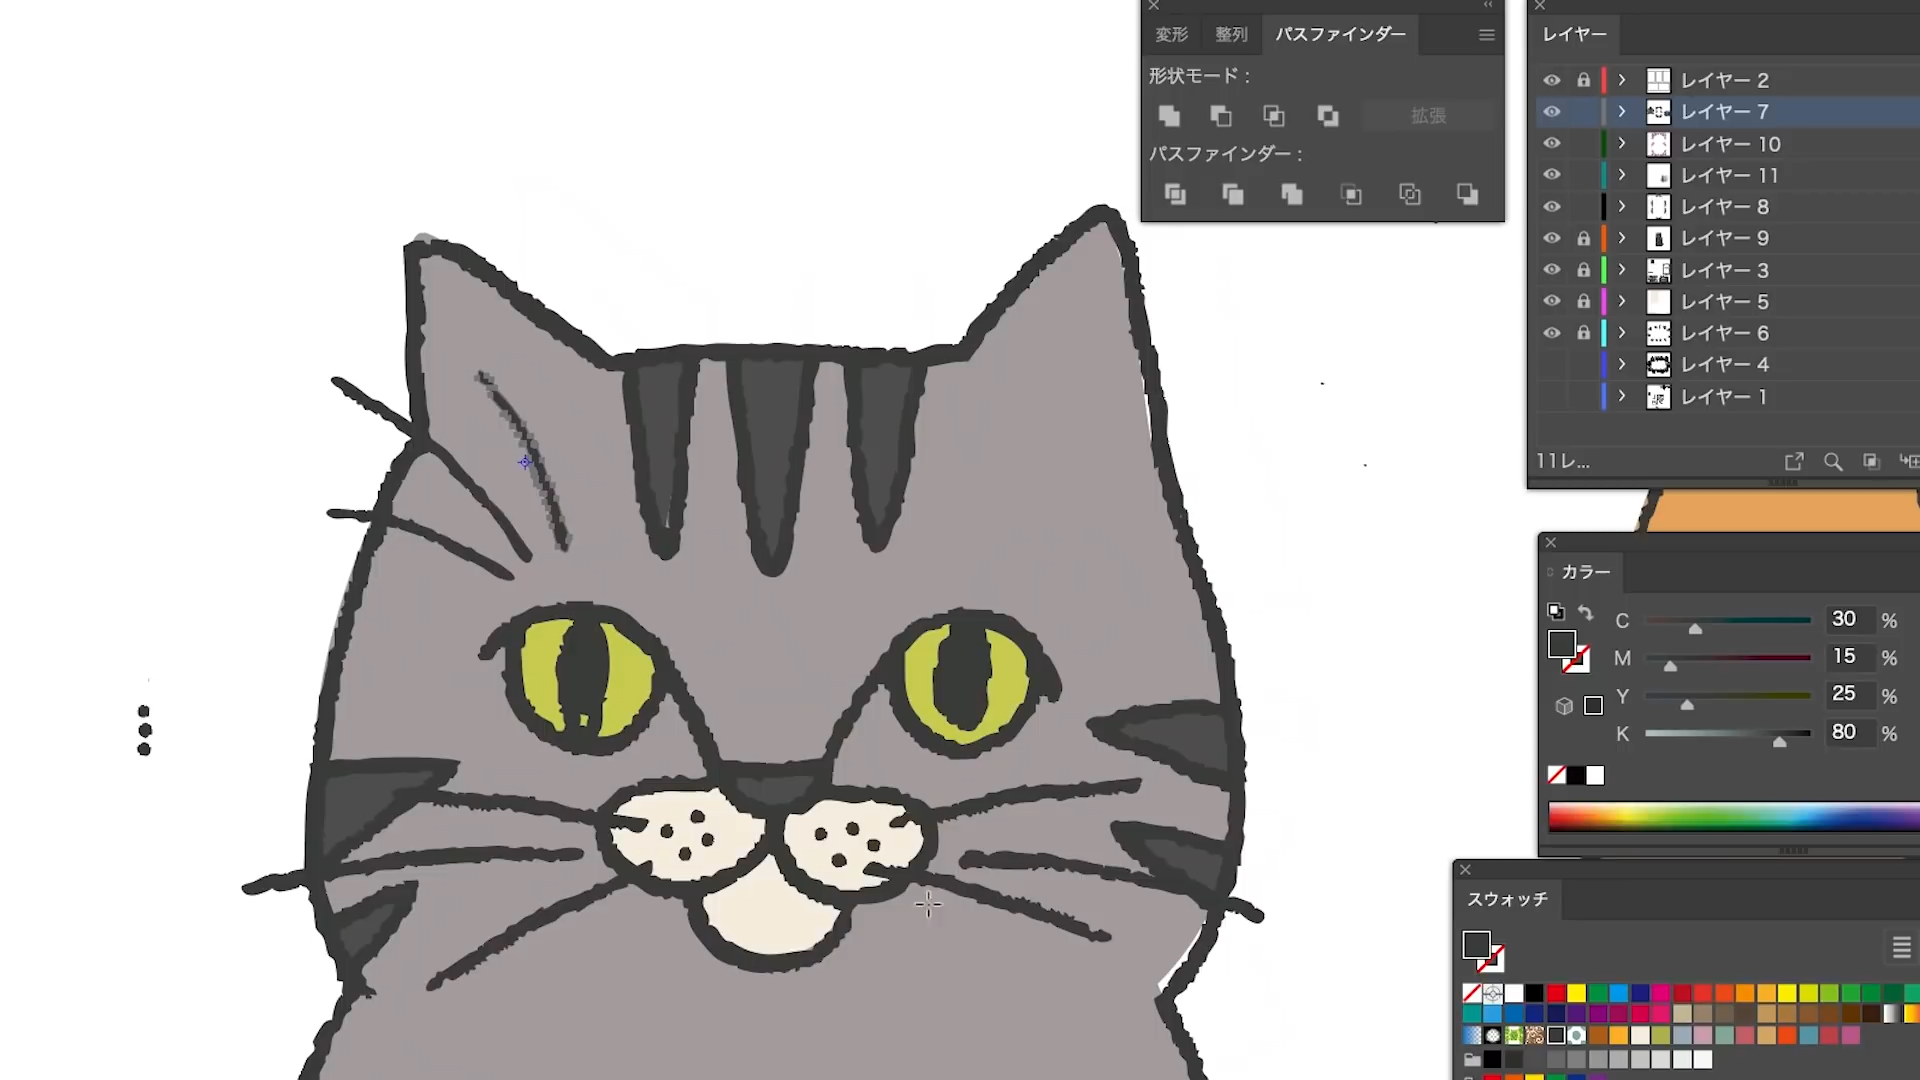 変形 整列 パスファインダー
形状モード：
拡張
パスファインダー：
レイヤー
レイヤー 2
レイヤー 7
レイヤー 10
レイヤー 11
レイヤー 8
レイヤー 9
レイヤー 3
レイヤー 5
レイヤー 6
レイヤー 4
レイヤー 1
11レ...
カラー
C 30 %
M 15 %
Y 25 %
K 80 %
スウォッチ